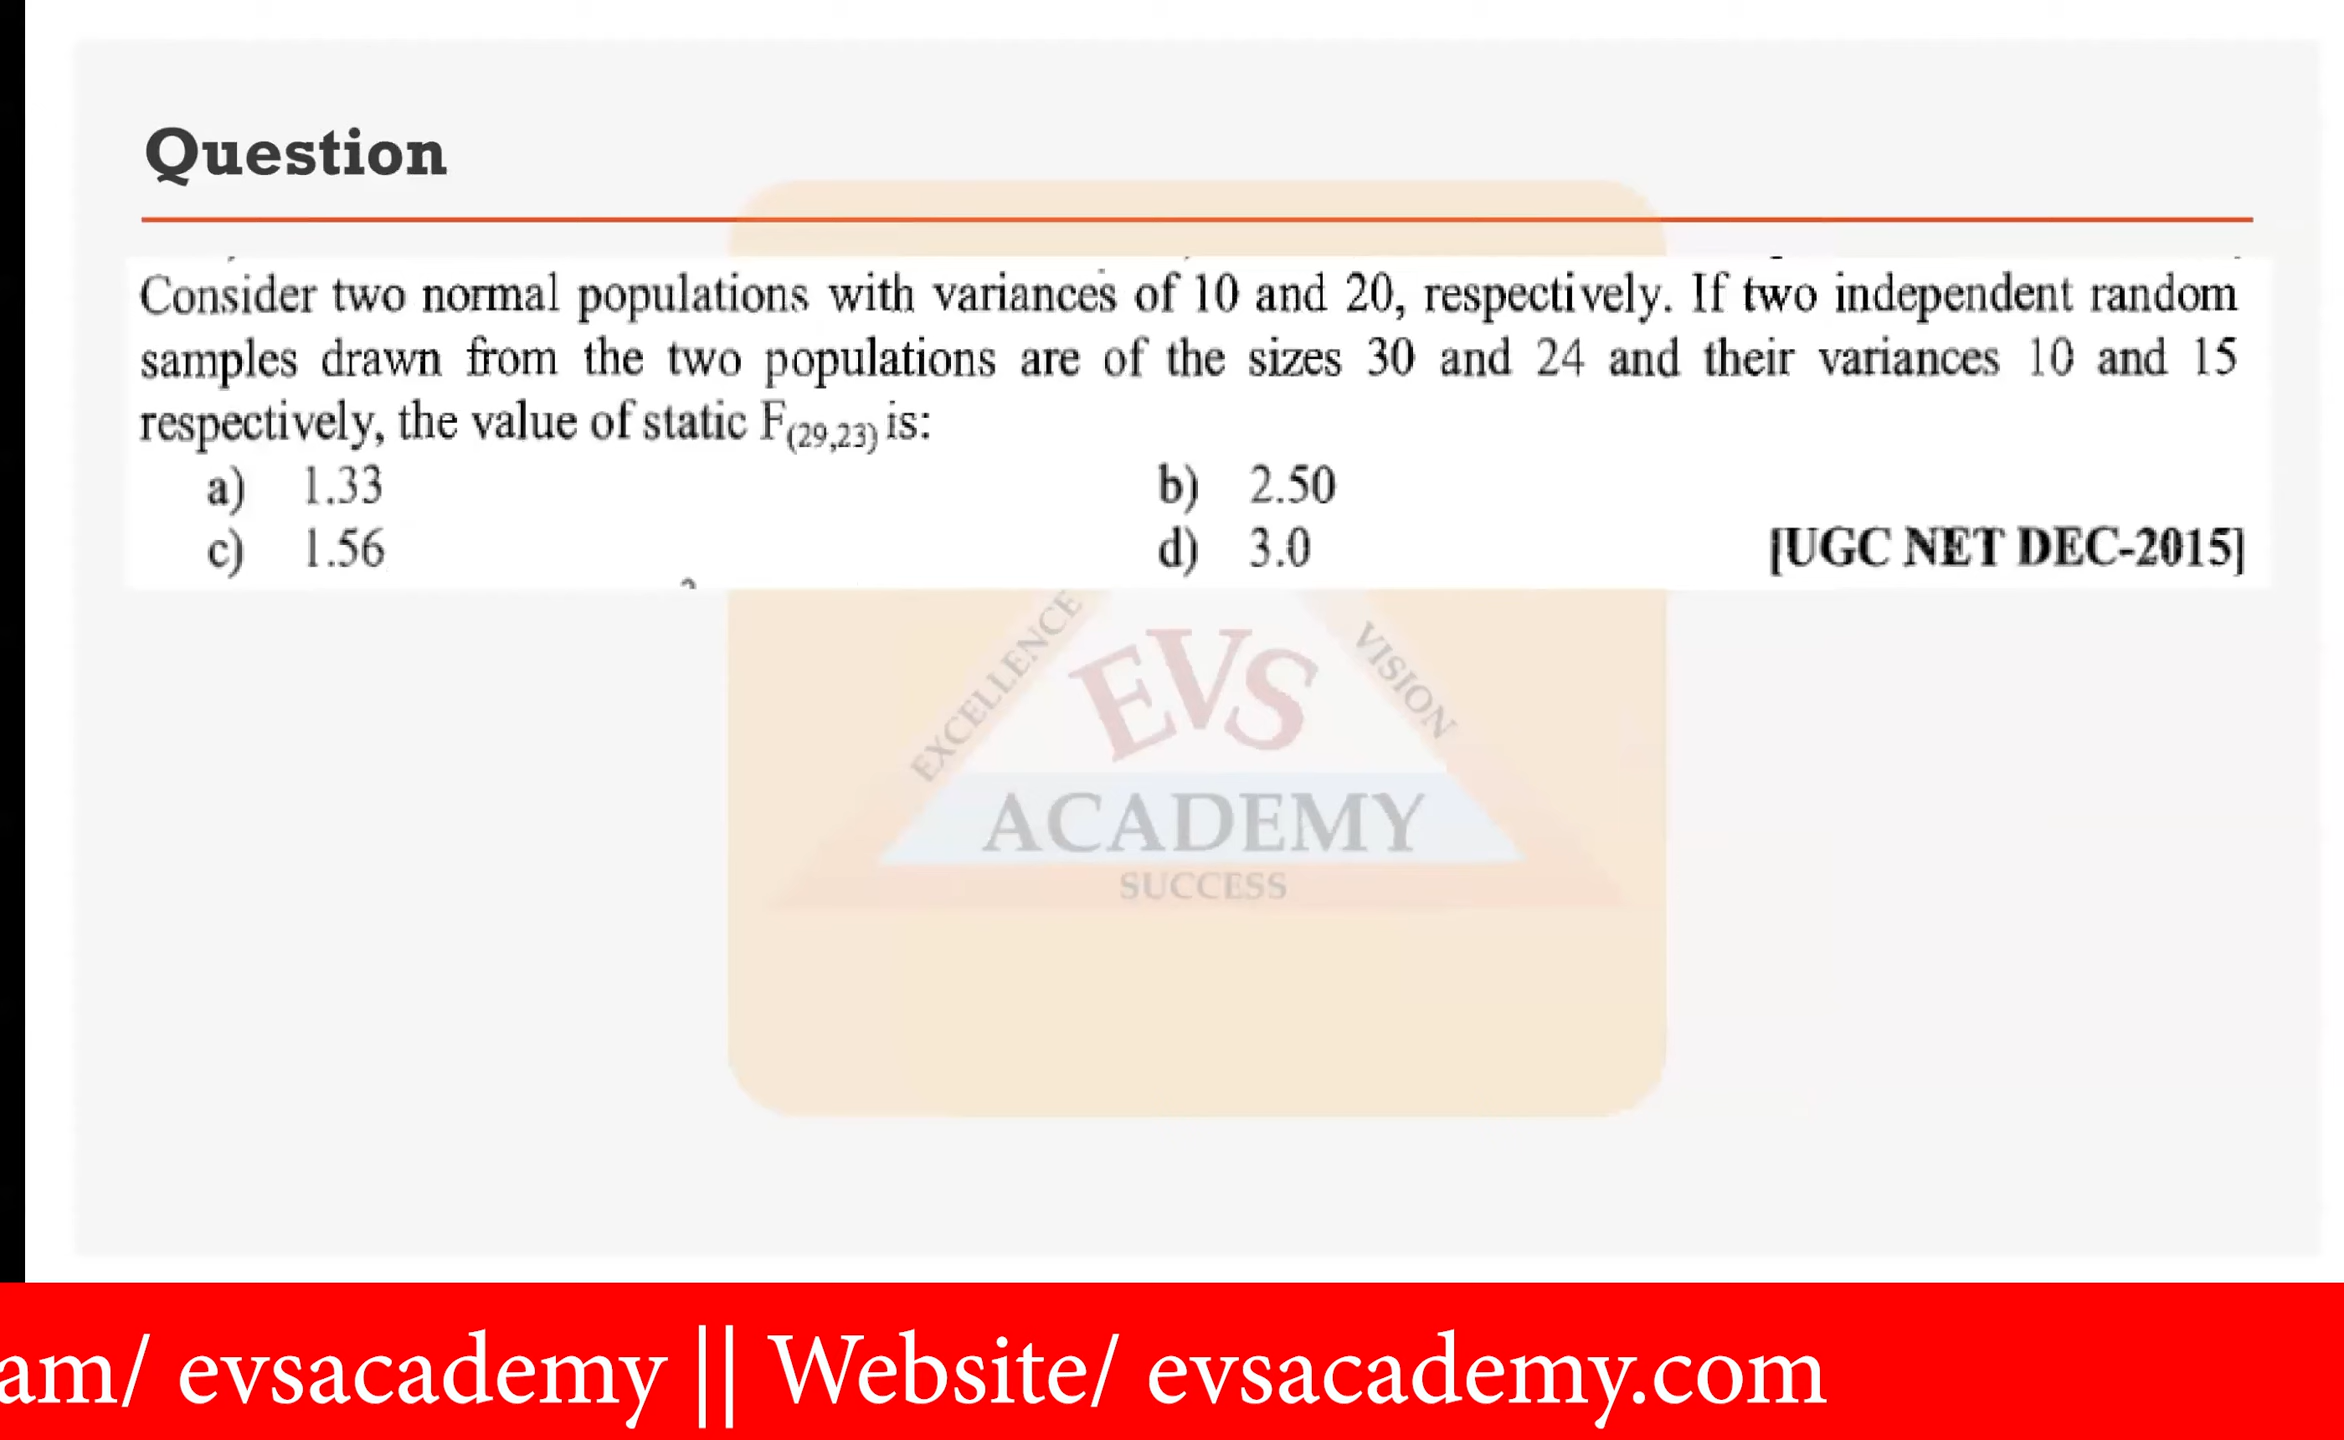 Question
Consider two normal populations with variances of 10 and 20, respectively. If two independent random
samples drawn from the two populations are of the sizes 30 and 24 and their variances 10 and 15
respectively, the value of static F(29,23) is:
a) 1.33 b) 2.50
c) 1.56 d) 3.0 [UGC NET DEC-2015]
EXCELLENCE
VISION
EVS
ACADEMY
SUCCESS
am/ evsacademy || Website/ evsacademy.com